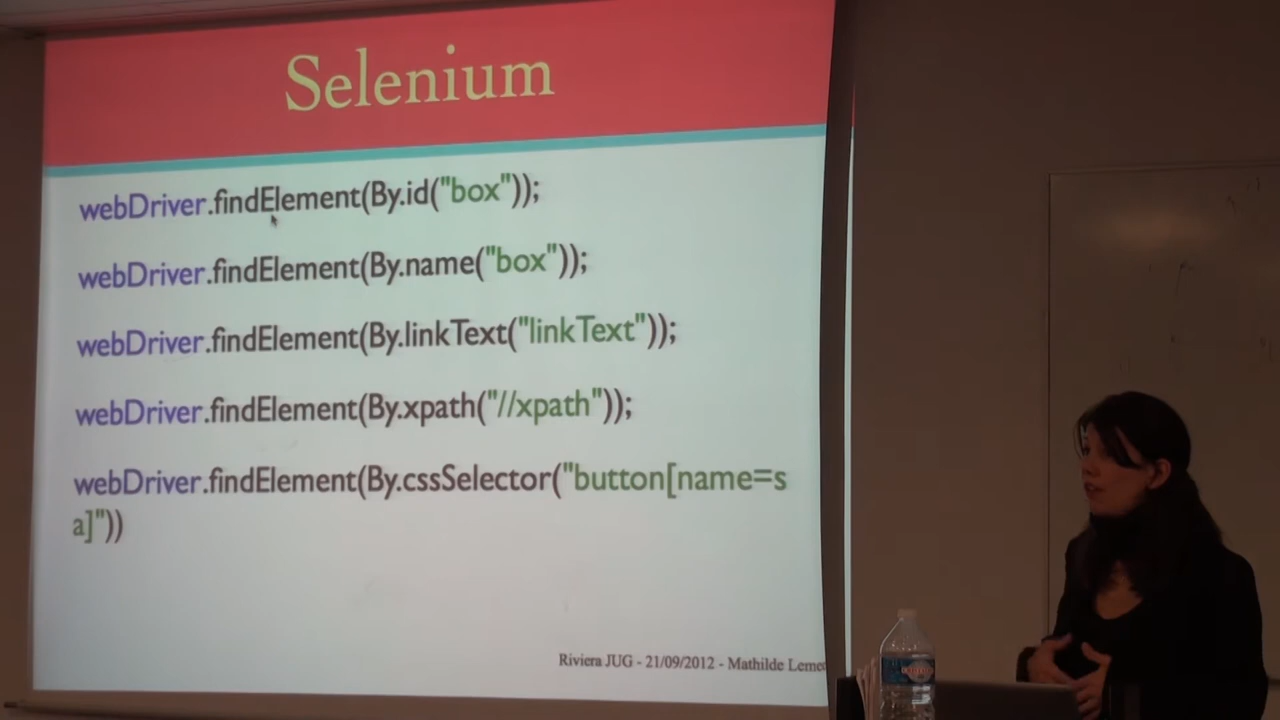 Selenium
webDriver.findElement(By.id("box"));
webDriver.findElement(By.name("box"));
webDriver.findElement(By.linkText("linkText"));
webDriver.findElement(By.xpath("//xpath"));
webDriver.findElement(By.cssSelector("button[name=s
a]"))
Riviera JUG - 21/09/2012 - Mathilde